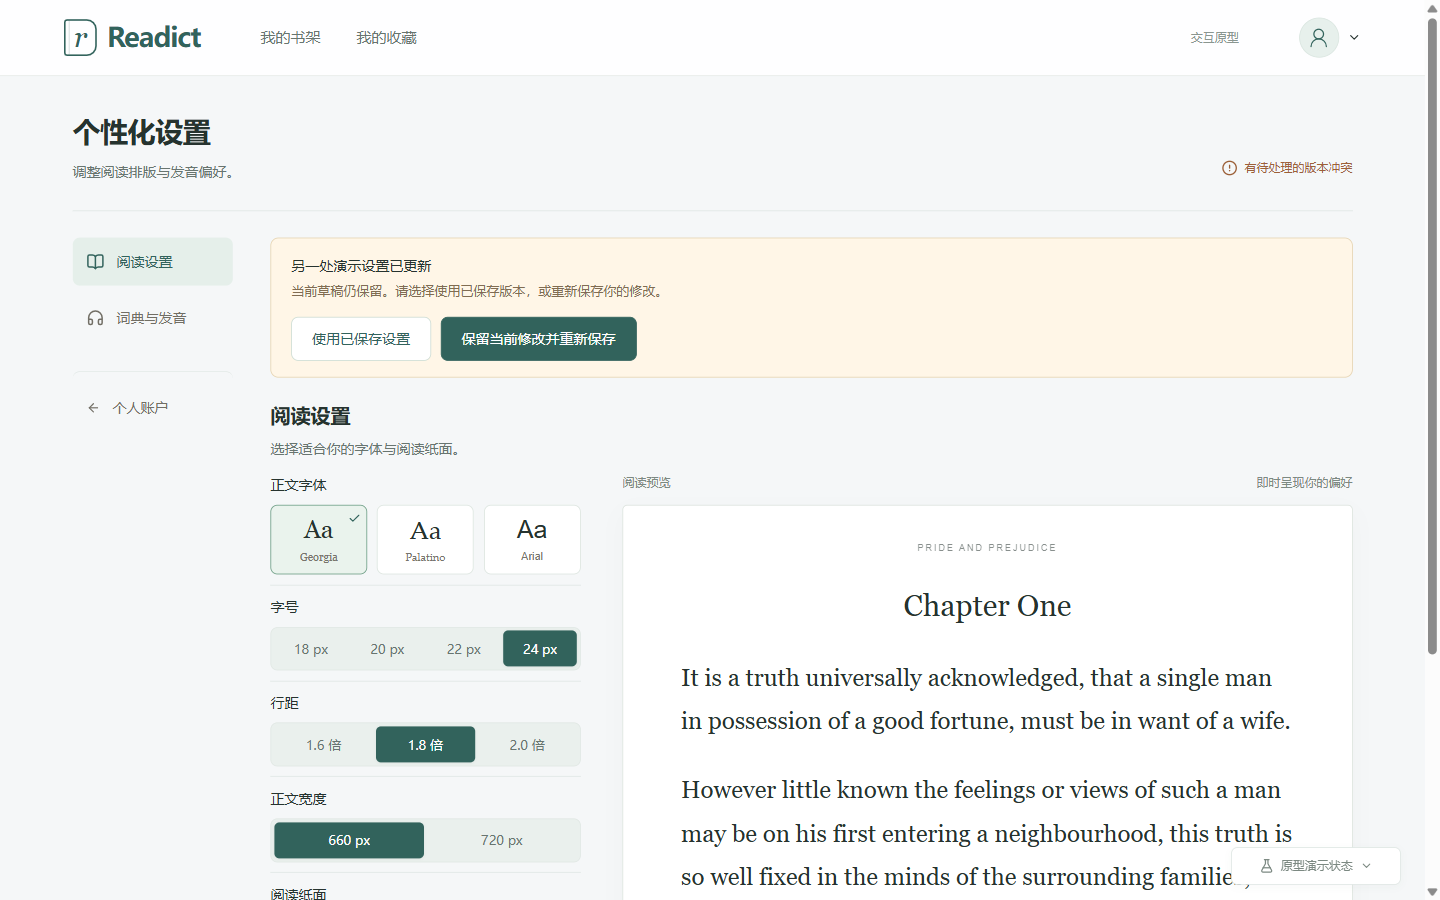 r Readict
我的书架
我的收藏
交互原型
个性化设置
调整阅读排版与发音偏好。
有待处理的版本冲突
阅读设置
词典与发音
个人账户
另一处演示设置已更新
当前草稿仍保留。请选择使用已保存版本，或重新保存你的修改。
使用已保存设置
保留当前修改并重新保存
阅读设置
选择适合你的字体与阅读纸面。
正文字体
Aa
Georgia
Aa
Palatino
Aa
Arial
字号
18 px
20 px
22 px
24 px
行距
1.6 倍
1.8 倍
2.0 倍
正文宽度
660 px
720 px
阅读纸面
阅读预览
即时呈现你的偏好
PRIDE AND PREJUDICE
Chapter One
It is a truth universally acknowledged, that a single man
in possession of a good fortune, must be in want of a wife.
However little known the feelings or views of such a man
may be on his first entering a neighbourhood, this truth is
so well fixed in the minds of the surrounding families,
原型演示状态